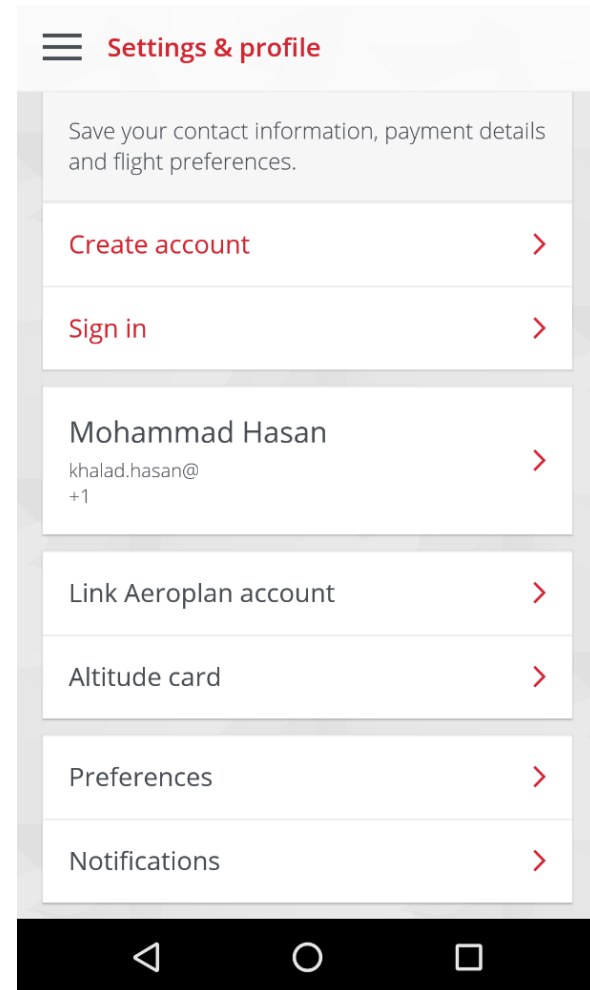 Settings & profile
Save your contact information, payment details
and flight preferences.
Create account
Sign in
Mohammad Hasan
khalad.hasan@
+1
Link Aeroplan account
Altitude card
Preferences
Notifications